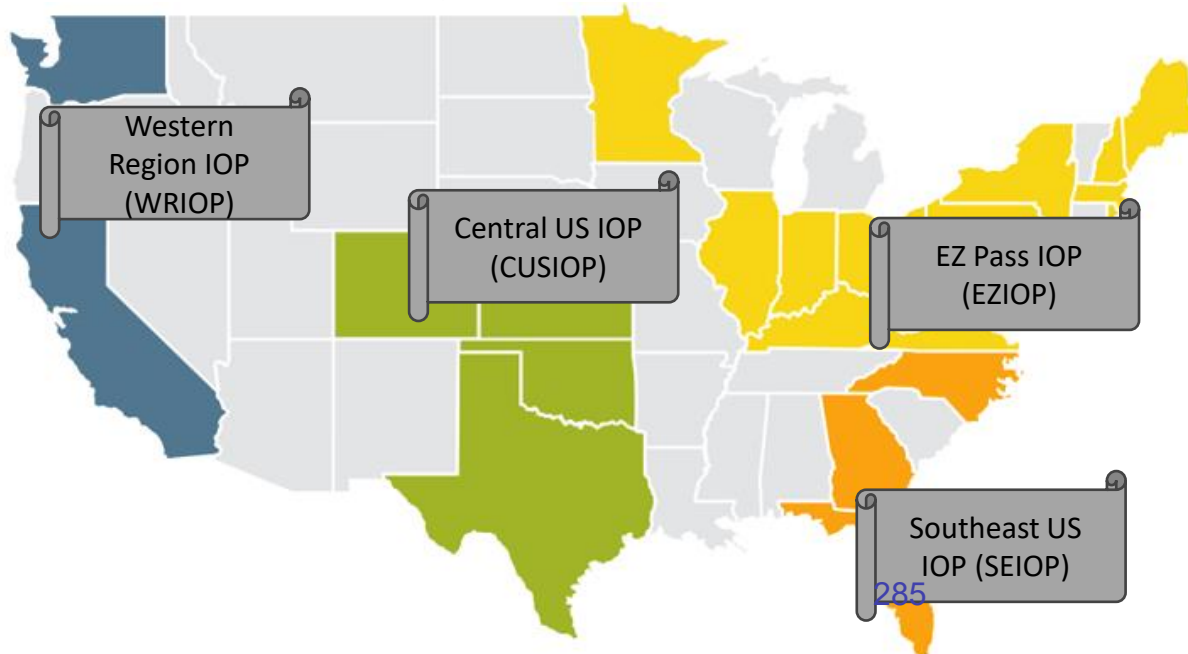 Western
Region IOP
(WRIOP)
Central US IOP
(CUSIOP)
EZ Pass IOP
(EZIOP)
Southeast US
IOP (SEIOP)
285